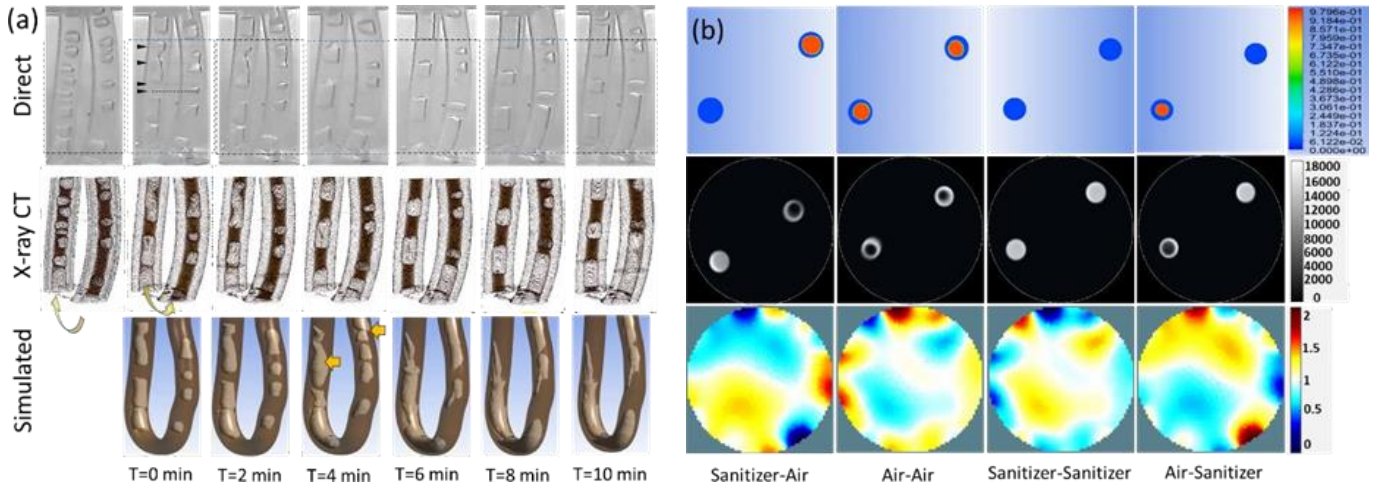 (a)
Direct
X-ray CT
Simulated
T=0 min T=2 min T=4 min T=6 min T=8 min T=10 min
(b)
9.796e-01
9.184e-01
8.571e-01
7.959e-01
7.347e-01
6.735e-01
6.122e-01
5.510e-01
4.898e-01
4.286e-01
3.673e-01
3.061e-01
2.449e-01
1.837e-01
1.224e-01
6.122e-02
0.000e+00
18000
16000
14000
12000
10000
8000
6000
4000
2000
0
2
1.5
1
0.5
0
Sanitizer-Air Air-Air Sanitizer-Sanitizer Air-Sanitizer